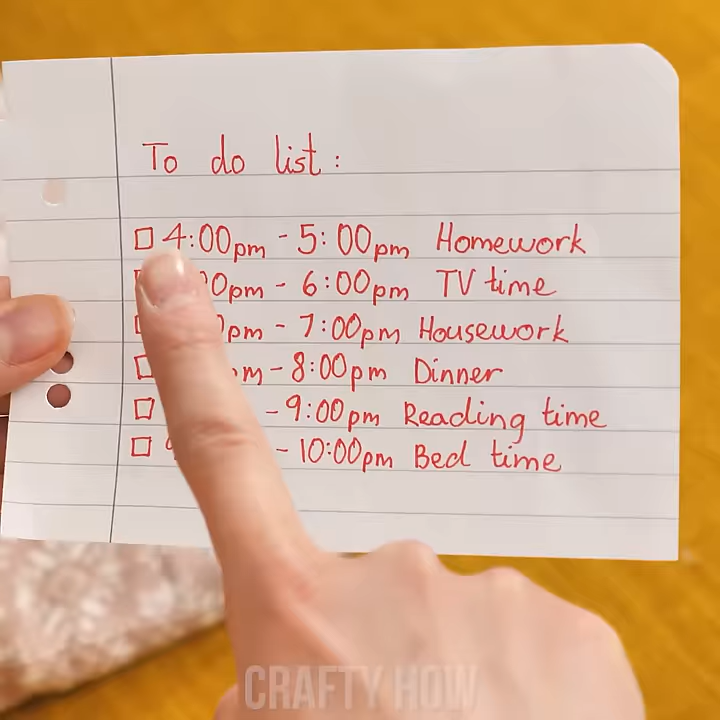 To do list:
4:00pm - 5:00pm Homework
0pm - 6:00pm TV time
pm - 7:00pm Housework
m - 8:00pm Dinner
- 9:00pm Reading time
- 10:00pm Bed time
CRAFTY HOW